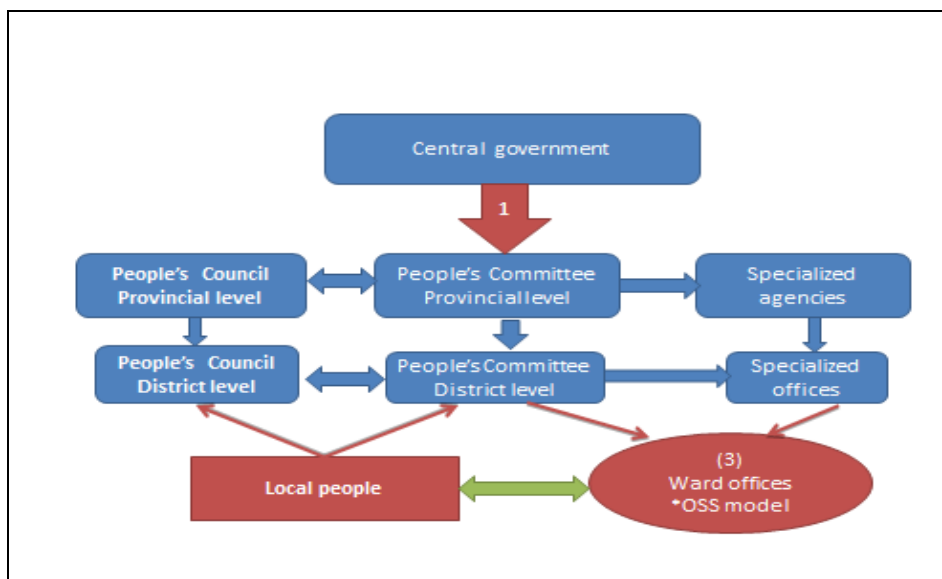 Central government
1
People's Council
Provincial level
People's Committee
Provincial level
Specialized
agencies
People's Council
District level
People's Committee
District level
Specialized
offices
Local people
(3)
Ward offices
*OSS model